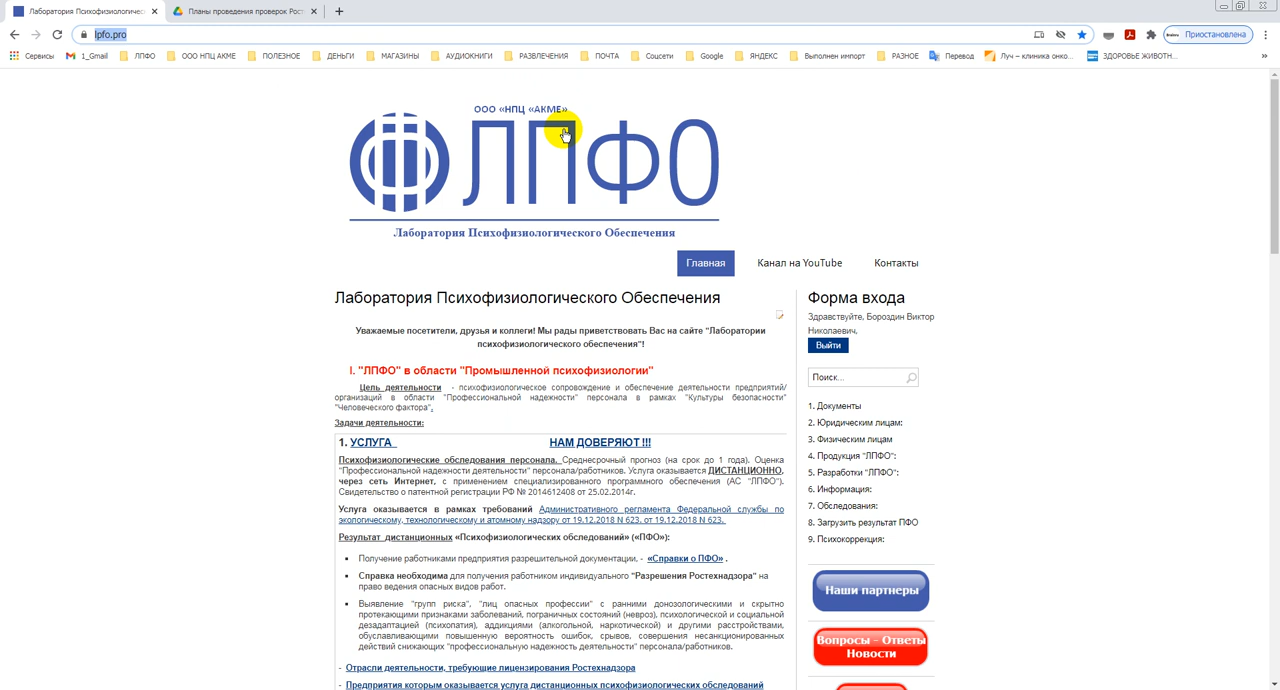 Лаборатория Психофизиологичес
Планы проведения проверок Рост
lpfo.pro
Приостановлена
Сервисы
1_Gmail
ЛПФО
ООО НПЦ АКМЕ
ПОЛЕЗНОЕ
ДЕНЬГИ
МАГАЗИНЫ
АУДИОКНИГИ
РАЗВЛЕЧЕНИЯ
ПОЧТА
Соцсети
Google
ЯНДЕКС
Выполнен импорт
РАЗНОЕ
Перевод
Луч – клиника онко...
ЗДОРОВЬЕ ЖИВОТН...
ООО «НПЦ «АКМЕ»
ЛПФО
Лаборатория Психофизиологического Обеспечения
Главная
Канал на YouTube
Контакты
Лаборатория Психофизиологического Обеспечения
Уважаемые посетители, друзья и коллеги! Мы рады приветствовать Вас на сайте "Лаборатории
психофизиологического обеспечения"!
I. "ЛПФО" в области "Промышленной психофизиологии"
Цель деятельности - психофизиологическое сопровождение и обеспечение деятельности предприятий/
организаций в области "Профессиональной надежности" персонала в рамках "Культуры безопасности"
"Человеческого фактора".
Задачи деятельности:
1. УСЛУГА НАМ ДОВЕРЯЮТ !!!
Психофизиологические обследования персонала. Среднесрочный прогноз (на срок до 1 года). Оценка
"Профессиональной надежности деятельности" персонала/работников. Услуга оказывается ДИСТАНЦИОННО,
через сеть Интернет, с применением специализированного программного обеспечения (АС "ЛПФО").
Свидетельство о патентной регистрации РФ № 2014612408 от 25.02.2014г.
Услуга оказывается в рамках требований Административного регламента Федеральной службы по
экологическому, технологическому и атомному надзору от 19.12.2018 N 623. от 19.12.2018 N 623.
Результат дистанционных «Психофизиологических обследований» («ПФО»):
Получение работниками предприятия разрешительной документации, - «Справки о ПФО» .
Справка необходима для получения работником индивидуального "Разрешения Ростехнадзора" на
право ведения опасных видов работ.
Выявление "групп риска", "лиц опасных профессии" с ранними донозологическими и скрытно
протекающими признаками заболеваний, пограничных состояний (невроз), психологической и социальной
дезадаптацией (психопатия), аддикциями (алкогольной, наркотической) и другими расстройствами,
обуславливающими повышенную вероятность ошибок, срывов, совершения несанкционированных
действий снижающих "профессиональную надежность деятельности" персонала/работников.
- Отрасли деятельности, требующие лицензирования Ростехнадзора
- Предприятия которым оказывается услуга дистанционных психофизиологических обследований
Форма входа
Здравствуйте, Бороздин Виктор
Николаевич,
Выйти
Поиск...
1. Документы
2. Юридическим лицам:
3. Физическим лицам
4. Продукция "ЛПФО":
5. Разработки "ЛПФО":
6. Информация:
7. Обследования:
8. Загрузить результат ПФО
9. Психокоррекция:
Наши партнеры
Вопросы - Ответы
Новости